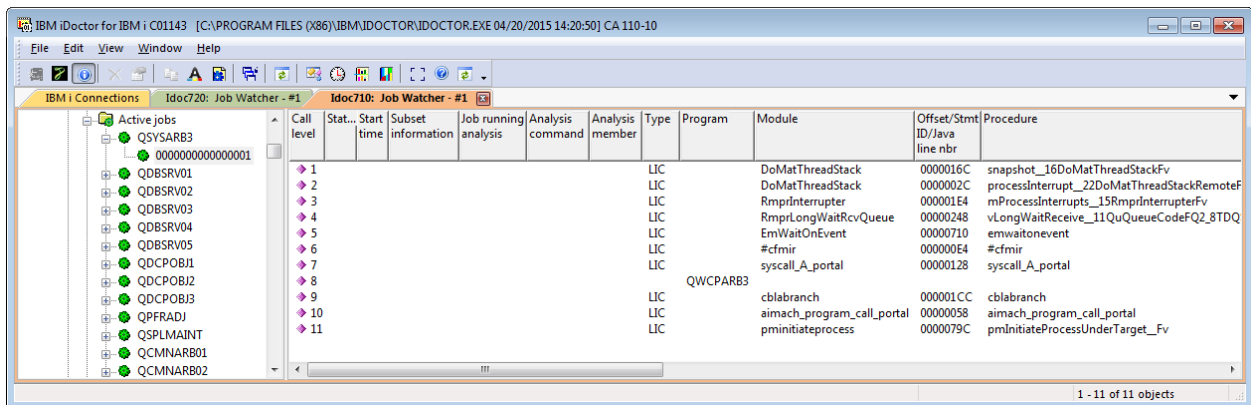 IBM iDoctor for IBM i C01143 [C:\PROGRAM FILES (X86)\IBM\IDOCTOR\IDOCTOR.EXE 04/20/2015 14:20:50] CA 110-10
File Edit View Window Help
IBM i Connections Idoc720: Job Watcher - #1 Idoc710: Job Watcher - #1
Active jobs
QSYSARB3
0000000000000001
QDBSRV01
QDBSRV02
QDBSRV03
QDBSRV04
QDBSRV05
QDCPOBJ1
QDCPOBJ2
QDCPOBJ3
QPFRADJ
QSPLMAINT
QCMNARB01
QCMNARB02
Call level Stat... Start time Subset information Job running analysis Analysis command Analysis member Type Program Module Offset/Stmt ID/Java line nbr Procedure
1 LIC DoMatThreadStack 0000016C snapshot__16DoMatThreadStackFv
2 LIC DoMatThreadStack 0000002C processInterrupt__22DoMatThreadStackRemoteF
3 LIC RmprInterrupter 000001E4 mProcessInterrupts__15RmprInterrupterFv
4 LIC RmprLongWaitRcvQueue 00000248 vLongWaitReceive__11QuQueueCodeFQ2_8TDQ
5 LIC EmWaitOnEvent 00000710 emwaitonevent
6 LIC #cfmir 000000E4 #cfmir
7 LIC syscall_A_portal 00000128 syscall_A_portal
8 QWCPARB3
9 LIC cblabranch 000001CC cblabranch
10 LIC aimach_program_call_portal 00000058 aimach_program_call_portal
11 LIC pminitiateprocess 0000079C pmInitiateProcessUnderTarget__Fv
1 - 11 of 11 objects